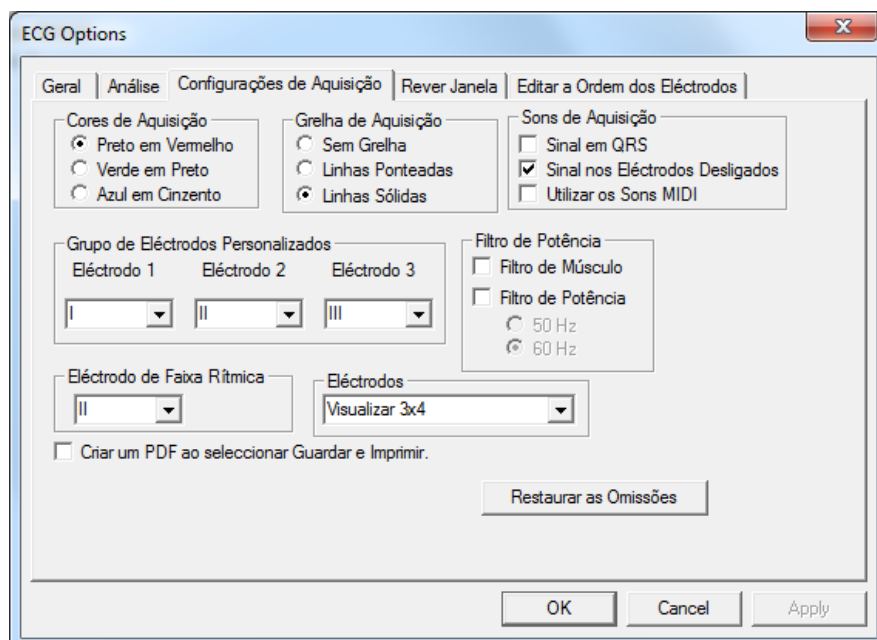 ECG Options
Geral
Análise
Configurações de Aquisição
Rever Janela
Editar a Ordem dos Eléctrodos
Cores de Aquisição
Preto em Vermelho
Verde em Preto
Azul em Cinzento
Grelha de Aquisição
Sem Grelha
Linhas Ponteadas
Linhas Sólidas
Sons de Aquisição
Sinal em QRS
Sinal nos Eléctrodos Desligados
Utilizar os Sons MIDI
Grupo de Eléctrodos Personalizados
Eléctrodo 1
Eléctrodo 2
Eléctrodo 3
I
II
III
Filtro de Potência
Filtro de Músculo
Filtro de Potência
50 Hz
60 Hz
Eléctrodo de Faixa Rítmica
II
Eléctrodos
Visualizar 3x4
Criar um PDF ao seleccionar Guardar e Imprimir.
Restaurar as Omissões
OK
Cancel
Apply